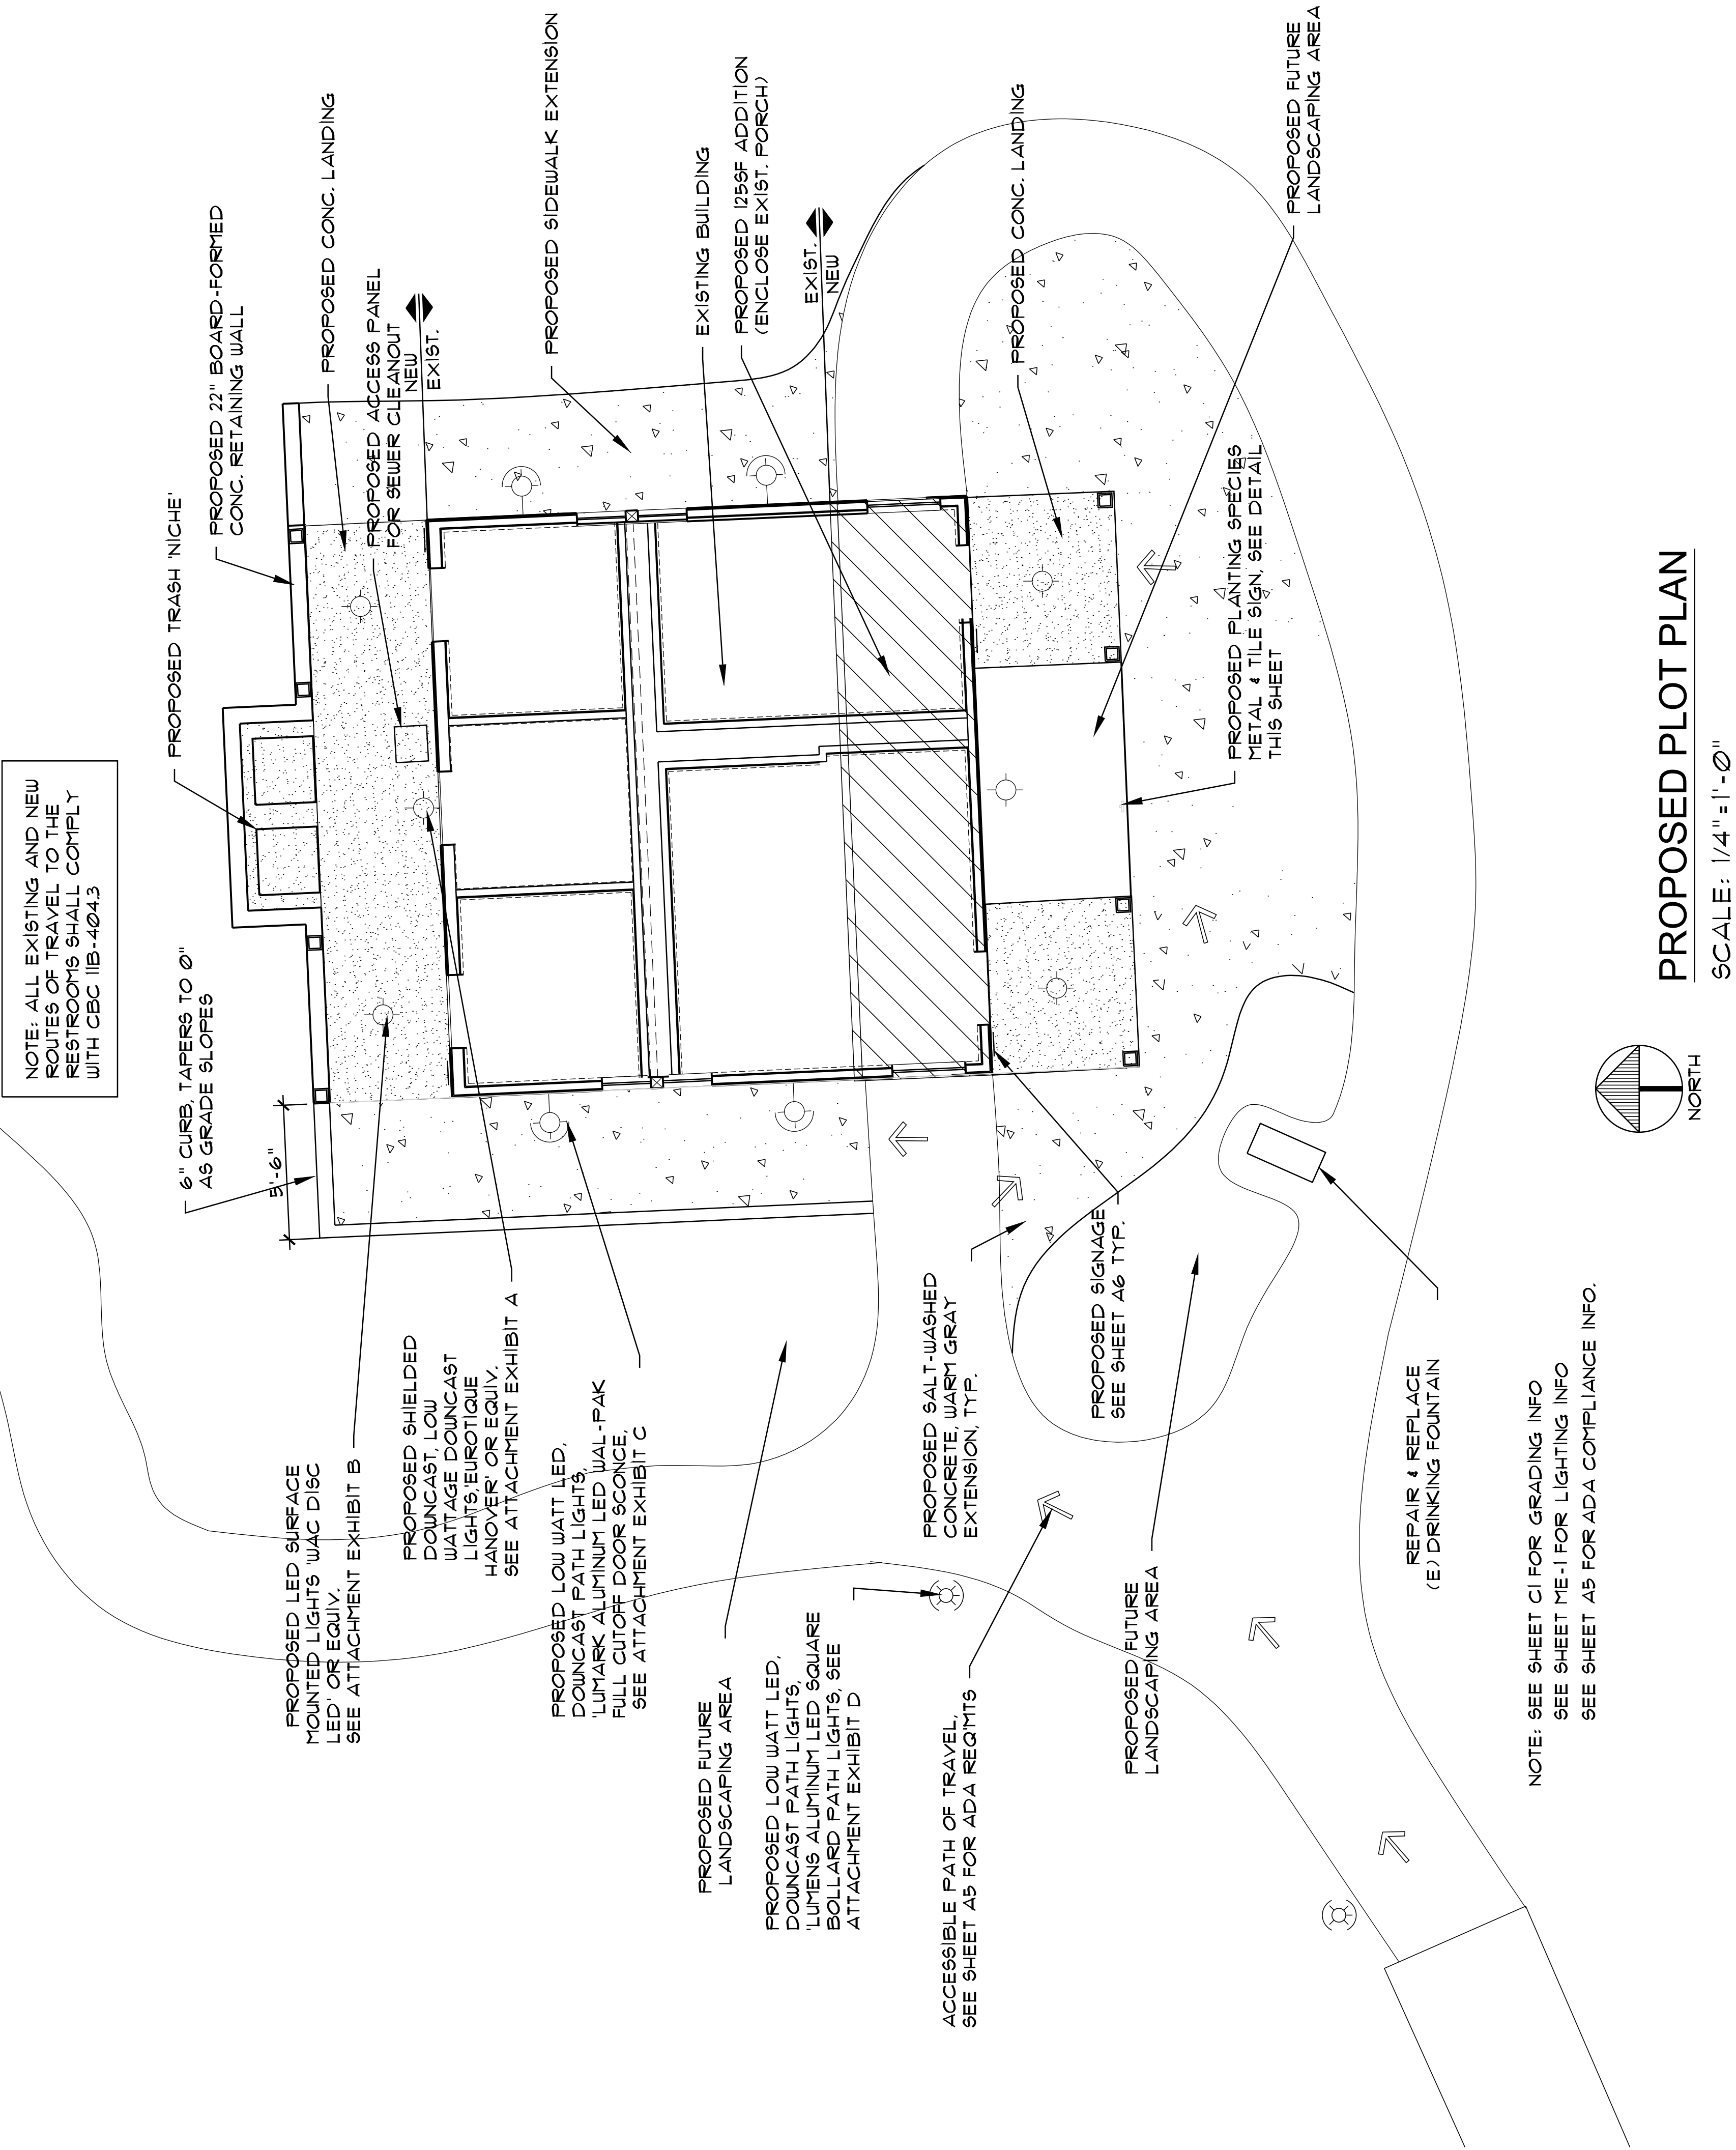 NOTE: ALL EXISTING AND NEW
ROUTES OF TRAVEL TO THE
RESTROOMS SHALL COMPLY
WITH CBC 11B-404.3
6" CURB, TAPERS TO 0"
AS GRADE SLOPES
5'-6"
PROPOSED TRASH 'NICHE'
PROPOSED 22" BOARD-FORMED
CONC. RETAINING WALL
PROPOSED CONC. LANDING
PROPOSED ACCESS PANEL
FOR SEWER CLEANOUT
NEW
EXIST.
PROPOSED SIDEWALK EXTENSION
EXISTING BUILDING
PROPOSED 125SF ADDITION
(ENCLOSE EXIST. PORCH)
EXIST.
NEW
PROPOSED CONC. LANDING
PROPOSED FUTURE
LANDSCAPING AREA
PROPOSED PLANTING SPECIES
METAL & TILE SIGN, SEE DETAIL
THIS SHEET
PROPOSED LED SURFACE
MOUNTED LIGHTS 'WAC DISC
LED' OR EQUIV.
SEE ATTACHMENT EXHIBIT B
PROPOSED SHIELDED
DOWNCAST, LOW
WATTAGE DOWNCAST
LIGHTS,'EUROTIQUE
HANOVER' OR EQUIV.
SEE ATTACHMENT EXHIBIT A
PROPOSED LOW WATT LED,
DOWNCAST PATH LIGHTS,
'LUMARK ALUMINUM LED WAL-PAK
FULL CUTOFF DOOR SCONCE,
SEE ATTACHMENT EXHIBIT C
PROPOSED FUTURE
LANDSCAPING AREA
PROPOSED LOW WATT LED,
DOWNCAST PATH LIGHTS,
'LUMENS ALUMINUM LED SQUARE
BOLLARD PATH LIGHTS, SEE
ATTACHMENT EXHIBIT D
PROPOSED SALT-WASHED
CONCRETE, WARM GRAY
EXTENSION, TYP.
ACCESSIBLE PATH OF TRAVEL,
SEE SHEET A5 FOR ADA REQ'MTS
PROPOSED SIGNAGE
SEE SHEET A6 TYP.
PROPOSED FUTURE
LANDSCAPING AREA
REPAIR & REPLACE
(E) DRINKING FOUNTAIN
NOTE: SEE SHEET C1 FOR GRADING INFO
SEE SHEET ME-1 FOR LIGHTING INFO
SEE SHEET A5 FOR ADA COMPLIANCE INFO.
NORTH
PROPOSED PLOT PLAN
SCALE: 1/4" = 1'-0"